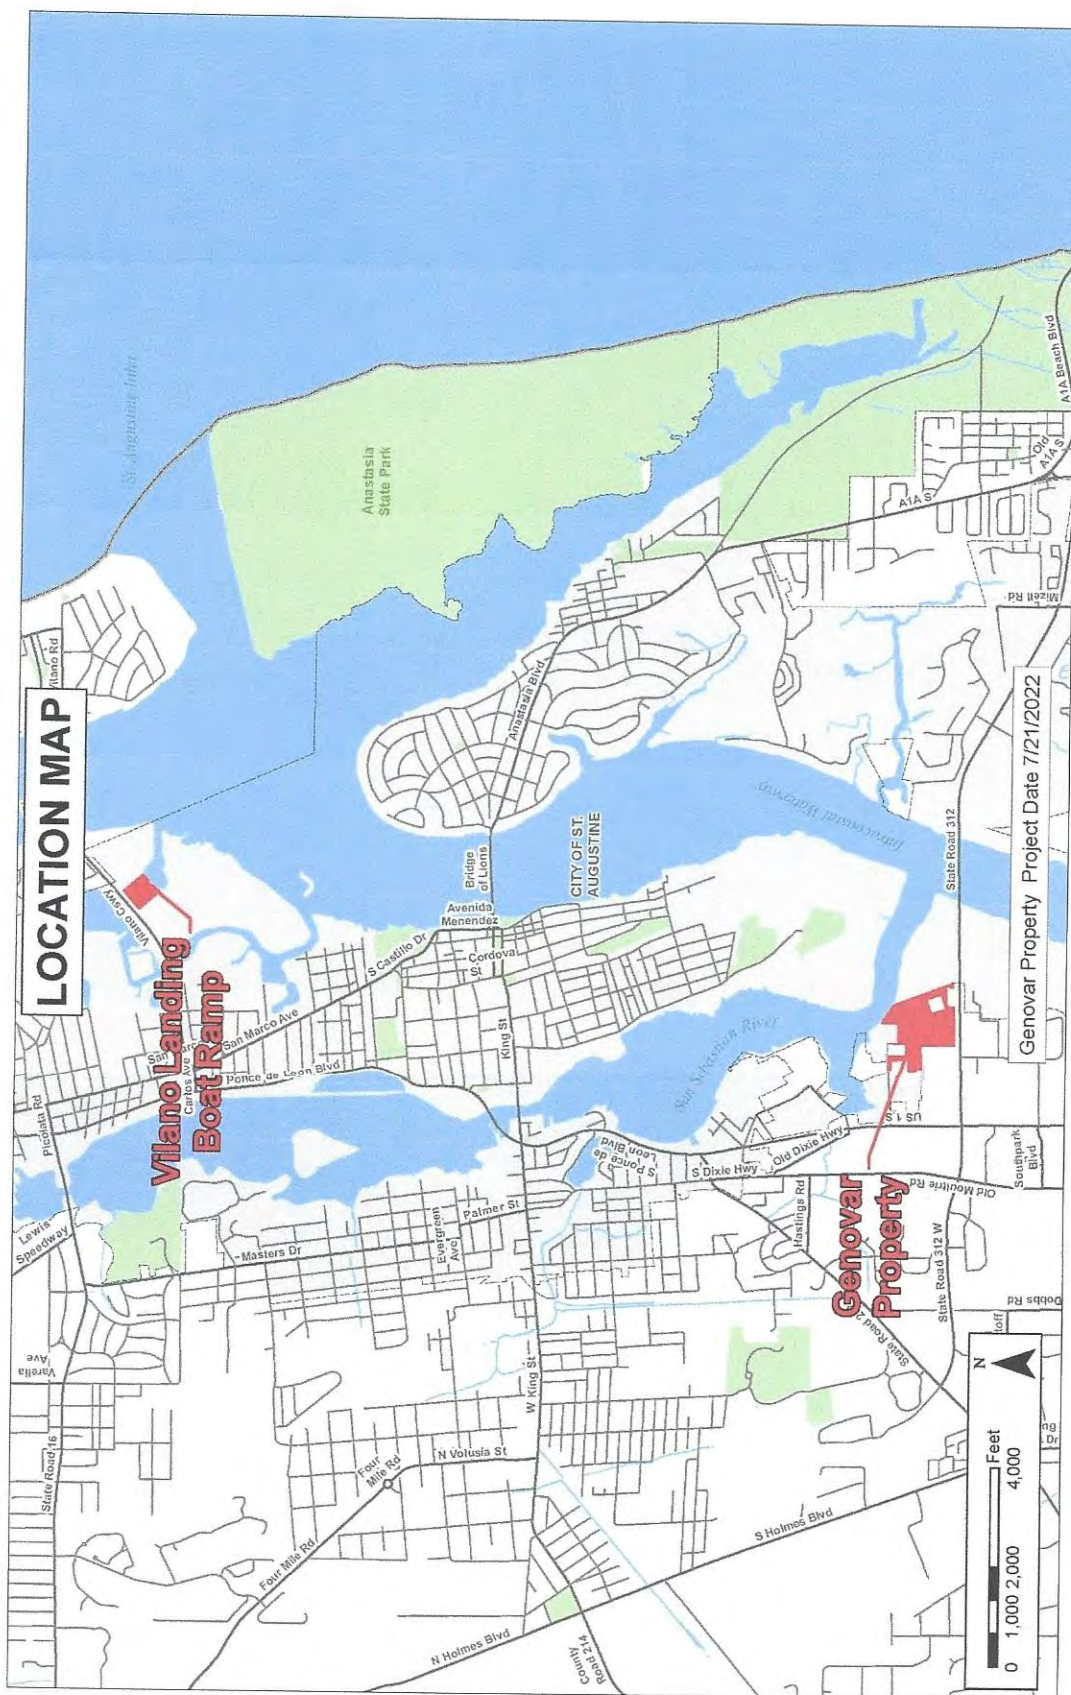 LOCATION MAP
St. Augustine Inlet
Vilano Rd
Anastasia
State Park
Vilano Cswy
Vilano Landing
Boat Ramp
Picolata Rd
San Marco Ave
Carlos Ave
Ponce de Leon Blvd
S Castillo Dr
Avenida
Menendez
Cordova
St
Bridge
of Lions
Anastasia Blvd
CITY OF ST.
AUGUSTINE
King St
Lewis
Speedway
Masters Dr
Evergreen
Ave
Palmer St
Varella
Ave
State Road 16
Four Mile Rd
Four
Mile Rd
N Volusia St
W King St
N Holmes Blvd
County
Road 214
S Holmes Blvd
San Sebastian River
Intracoastal Waterway
S Ponce de
Leon Blvd
S Dixie Hwy
Old Dixie Hwy
US 1 S
Hastings Rd
Old Moultrie Rd
Southpark
Blvd
State Road 312
State Road 312 W
Dobbs Rd
Genovar
Property
A1A S
Old
A1A S
A1A Beach Blvd
Mizell Rd
N
Feet
0 1,000 2,000 4,000
Genovar Property Project Date 7/21/2022